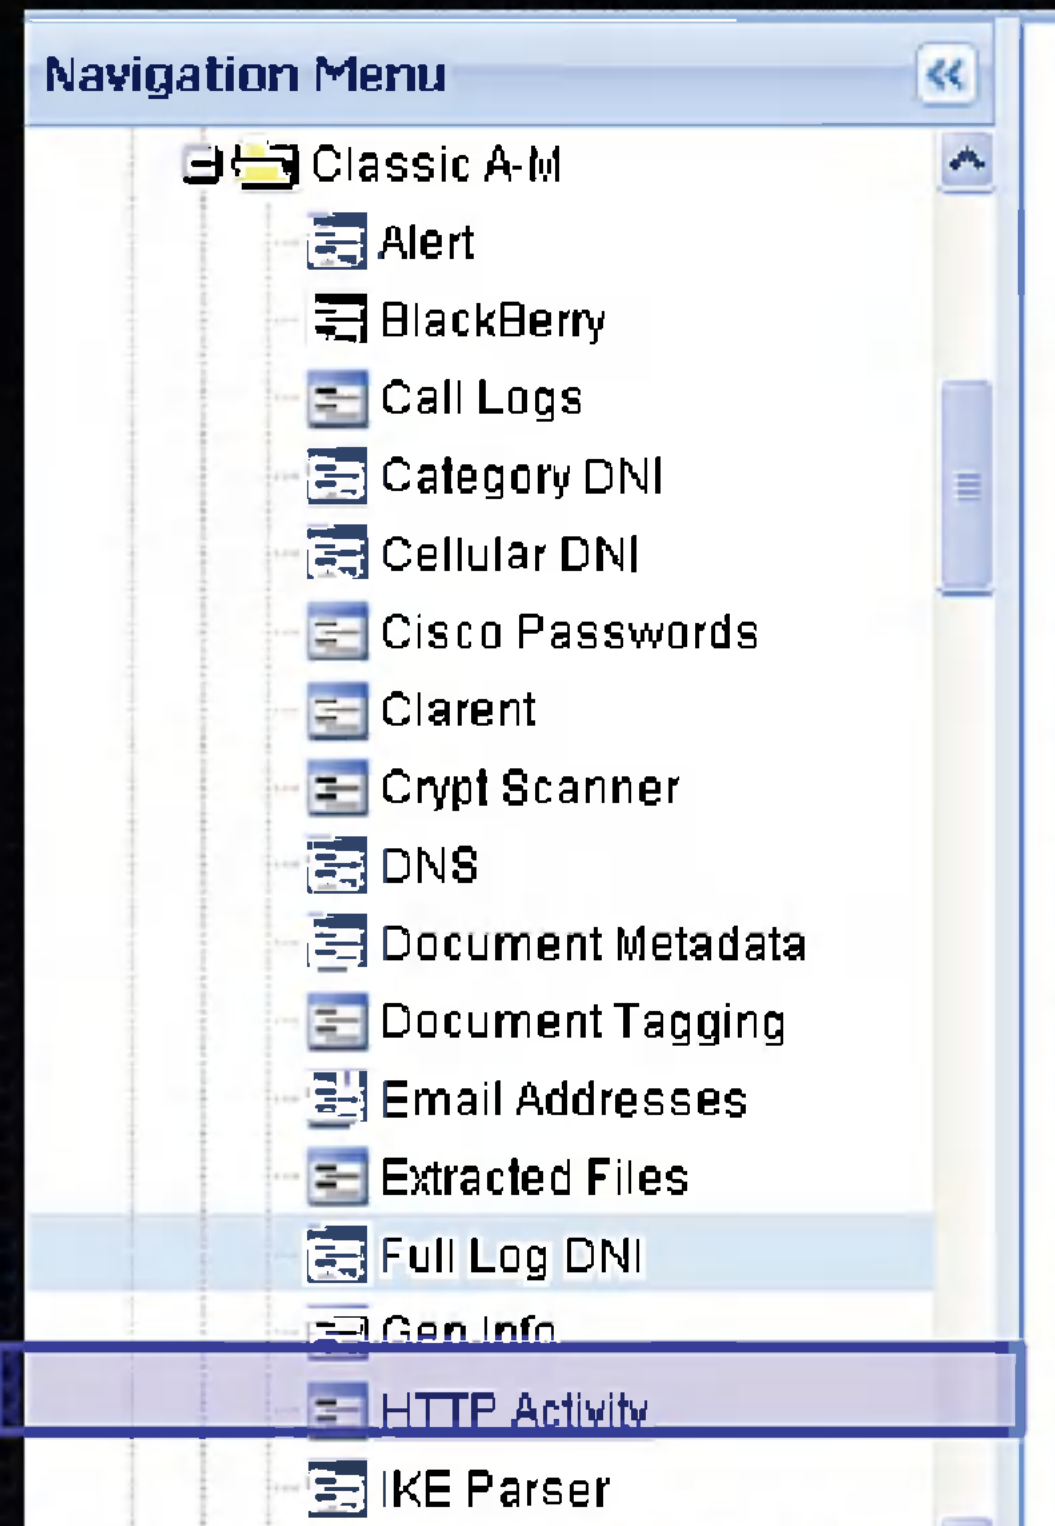 Navigation Menu
Classic A-M
Alert
BlackBerry
Call Logs
Category DNI
Cellular DNI
Cisco Passwords
Clarent
Crypt Scanner
DNS
Document Metadata
Document Tagging
Email Addresses
Extracted Files
Full Log DNI
Gen Info
HTTP Activity
IKE Parser